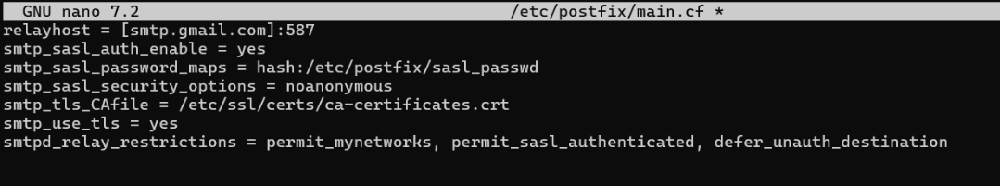 GNU nano 7.2 /etc/postfix/main.cf *
relayhost = [smtp.gmail.com]:587
smtp_sasl_auth_enable = yes
smtp_sasl_password_maps = hash:/etc/postfix/sasl_passwd
smtp_sasl_security_options = noanonymous
smtp_tls_CAfile = /etc/ssl/certs/ca-certificates.crt
smtp_use_tls = yes
smtpd_relay_restrictions = permit_mynetworks, permit_sasl_authenticated, defer_unauth_destination